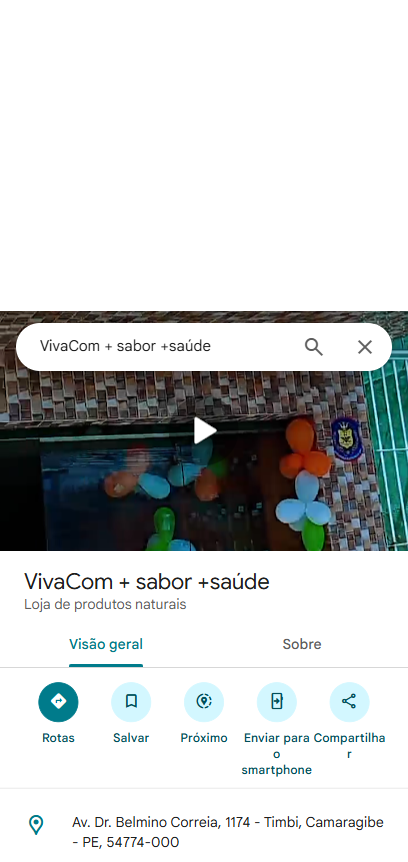 VivaCom + sabor +saúde
VivaCom + sabor +saúde
Loja de produtos naturais
Visão geral
Sobre
Rotas
Salvar
Próximo
Enviar para
o
smartphone
Compartilha
r
Av. Dr. Belmino Correia, 1174 - Timbi, Camaragibe
- PE, 54774-000